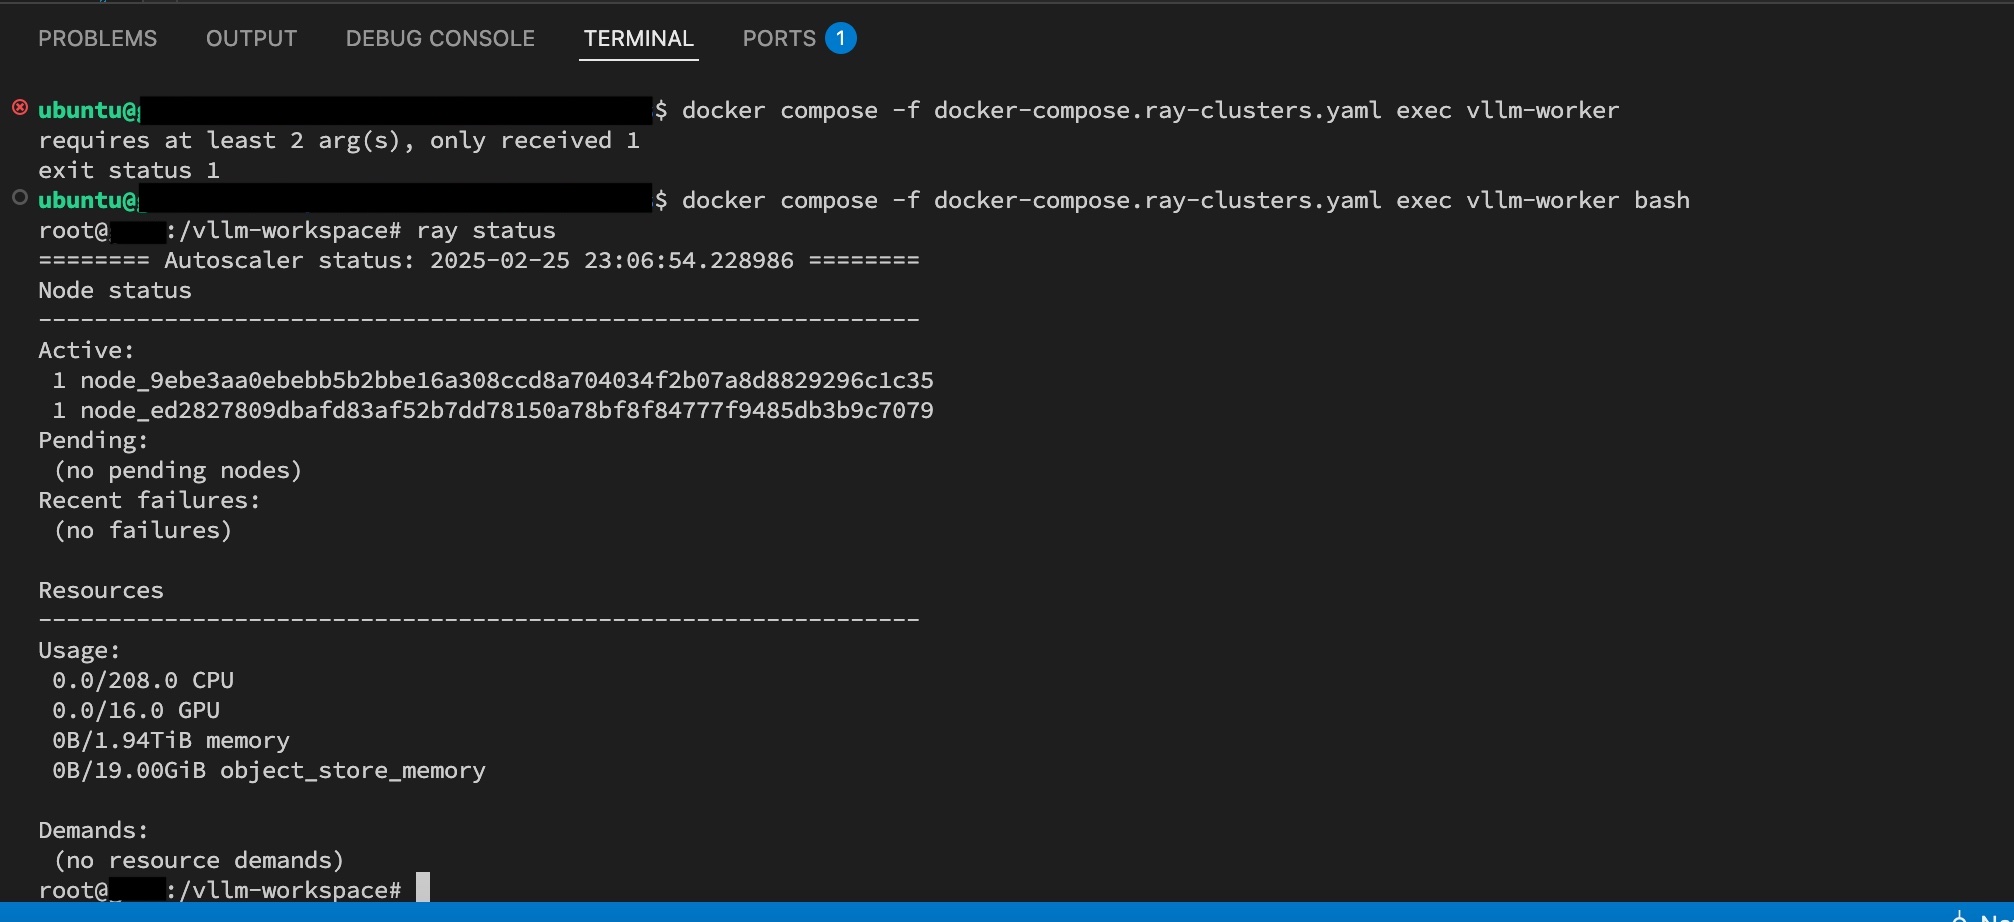 PROBLEMS OUTPUT DEBUG CONSOLE TERMINAL PORTS 1
ubuntu@ $ docker compose -f docker-compose.ray-clusters.yaml exec vllm-worker
requires at least 2 arg(s), only received 1
exit status 1
ubuntu@ $ docker compose -f docker-compose.ray-clusters.yaml exec vllm-worker bash
root@ :/vllm-workspace# ray status
======== Autoscaler status: 2025-02-25 23:06:54.228986 ========
Node status
---------------------------------------------------------------
Active:
1 node_9ebe3aa0ebebb5b2bbe16a308ccd8a704034f2b07a8d8829296c1c35
1 node_ed2827809dbafd83af52b7dd78150a78bf8f84777f9485db3b9c7079
Pending:
(no pending nodes)
Recent failures:
(no failures)
Resources
---------------------------------------------------------------
Usage:
0.0/208.0 CPU
0.0/16.0 GPU
0B/1.94TiB memory
0B/19.00GiB object_store_memory
Demands:
(no resource demands)
root@ :/vllm-workspace#